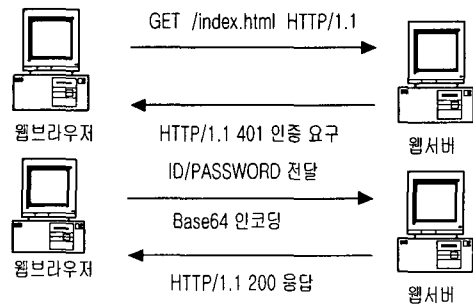 GET /index.html HTTP/1.1
웹브라우저
HTTP/1.1 401 인증 요구
웹서버
ID/PASSWORD 전달
Base64 인코딩
웹브라우저
HTTP/1.1 200 응답
웹서버